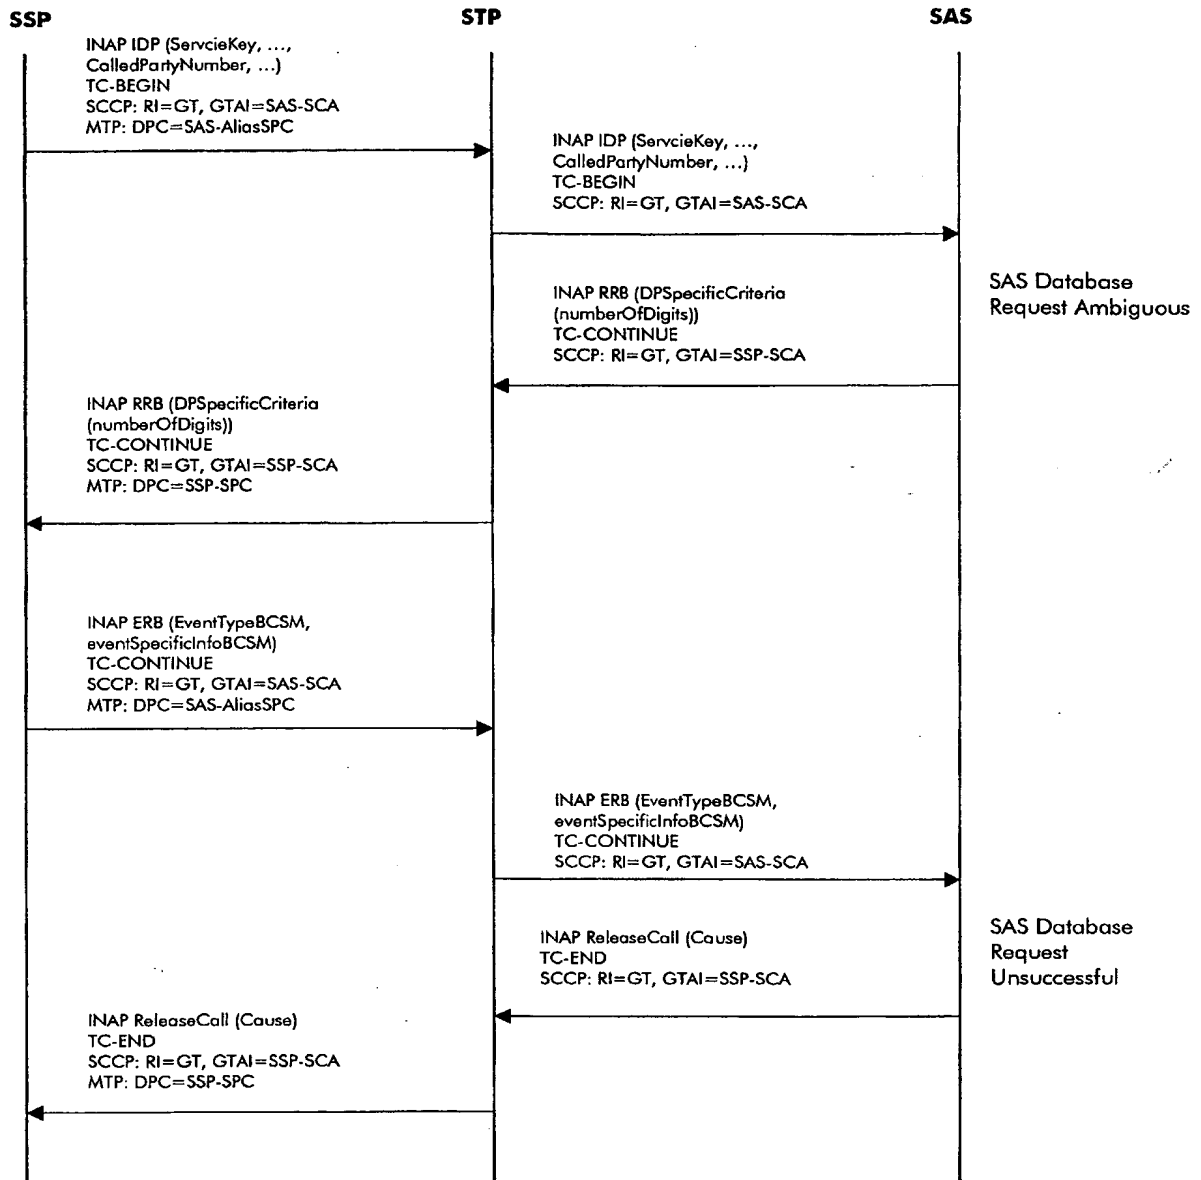 SSP
STP
SAS
INAP IDP (ServcieKey, ...,
CalledPartyNumber, ...)
TC-BEGIN
SCCP: RI=GT, GTAI=SAS-SCA
MTP: DPC=SAS-AliasSPC
INAP IDP (ServcieKey, ...,
CalledPartyNumber, ...)
TC-BEGIN
SCCP: RI=GT, GTAI=SAS-SCA
SAS Database
Request Ambiguous
INAP RRB (DPSpecificCriteria
(numberOfDigits))
TC-CONTINUE
SCCP: RI=GT, GTAI=SSP-SCA
INAP RRB (DPSpecificCriteria
(numberOfDigits))
TC-CONTINUE
SCCP: RI=GT, GTAI=SSP-SCA
MTP: DPC=SSP-SPC
INAP ERB (EventTypeBCSM,
eventSpecificInfoBCSM)
TC-CONTINUE
SCCP: RI=GT, GTAI=SAS-SCA
MTP: DPC=SAS-AliasSPC
INAP ERB (EventTypeBCSM,
eventSpecificInfoBCSM)
TC-CONTINUE
SCCP: RI=GT, GTAI=SAS-SCA
SAS Database
Request
Unsuccessful
INAP ReleaseCall (Cause)
TC-END
SCCP: RI=GT, GTAI=SSP-SCA
INAP ReleaseCall (Cause)
TC-END
SCCP: RI=GT, GTAI=SSP-SCA
MTP: DPC=SSP-SPC